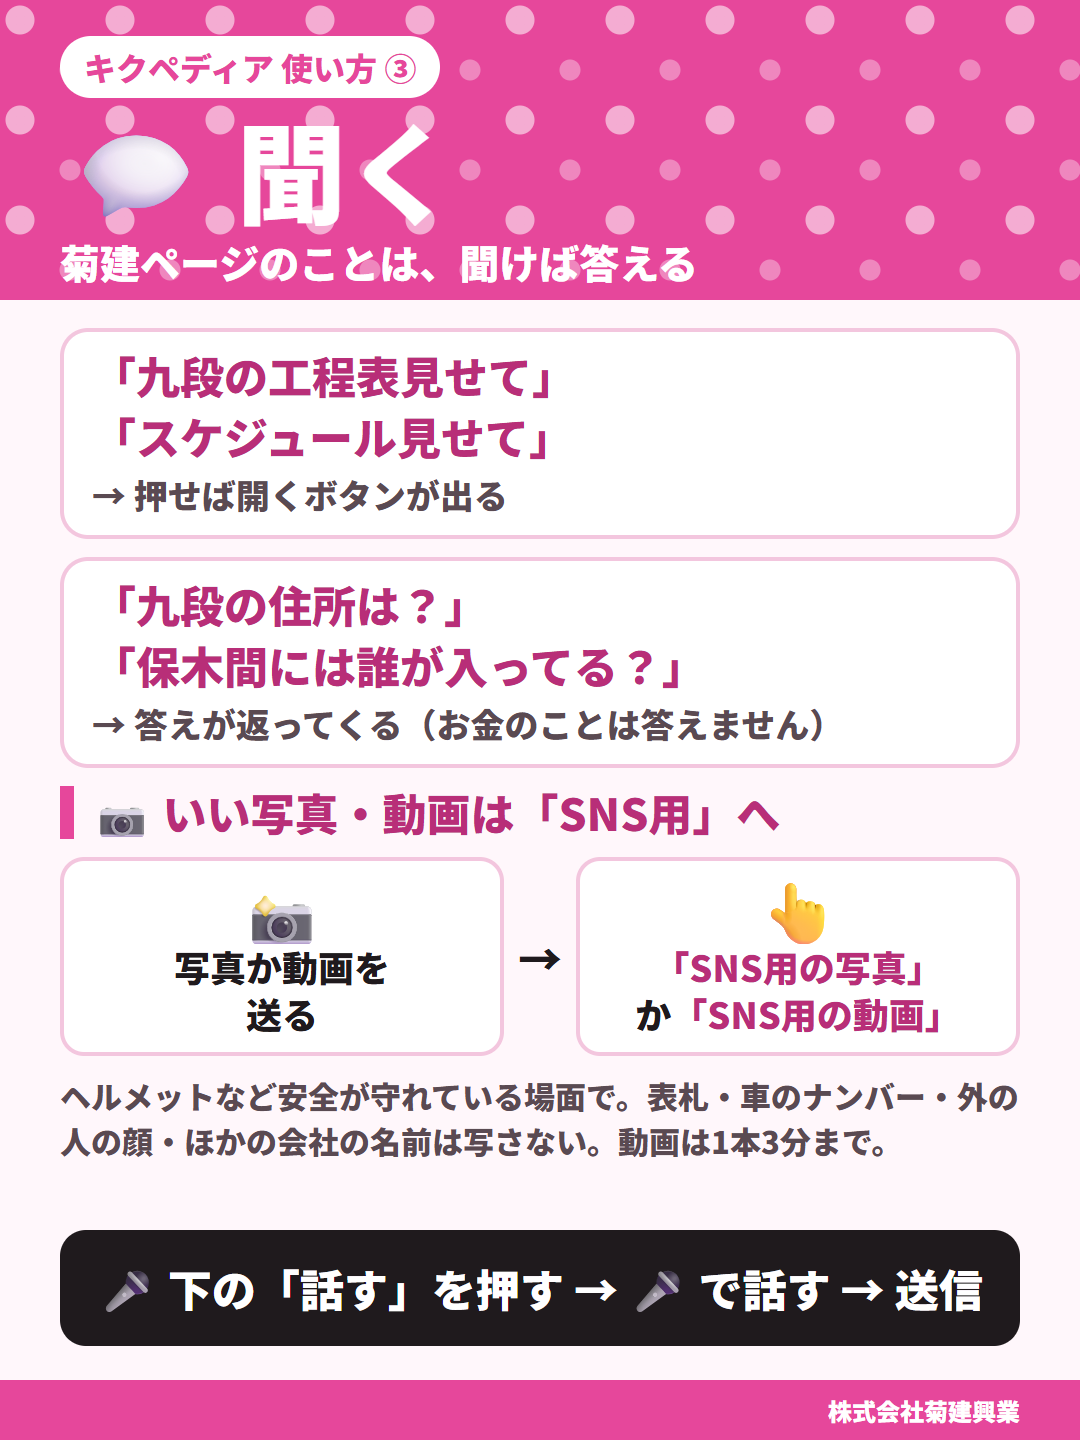 キクペディア 使い方 ③
聞く
菊建ページのことは、聞けば答える
「九段の工程表見せて」
「スケジュール見せて」
→ 押せば開くボタンが出る
「九段の住所は？」
「保木間には誰が入ってる？」
→ 答えが返ってくる（お金のことは答えません）
いい写真・動画は「SNS用」へ
写真か動画を
送る
→
「SNS用の写真」
か「SNS用の動画」
ヘルメットなど安全が守れている場面で。表札・車のナンバー・外の
人の顔・ほかの会社の名前は写さない。動画は1本3分まで。
下の「話す」を押す → で話す → 送信
株式会社菊建興業